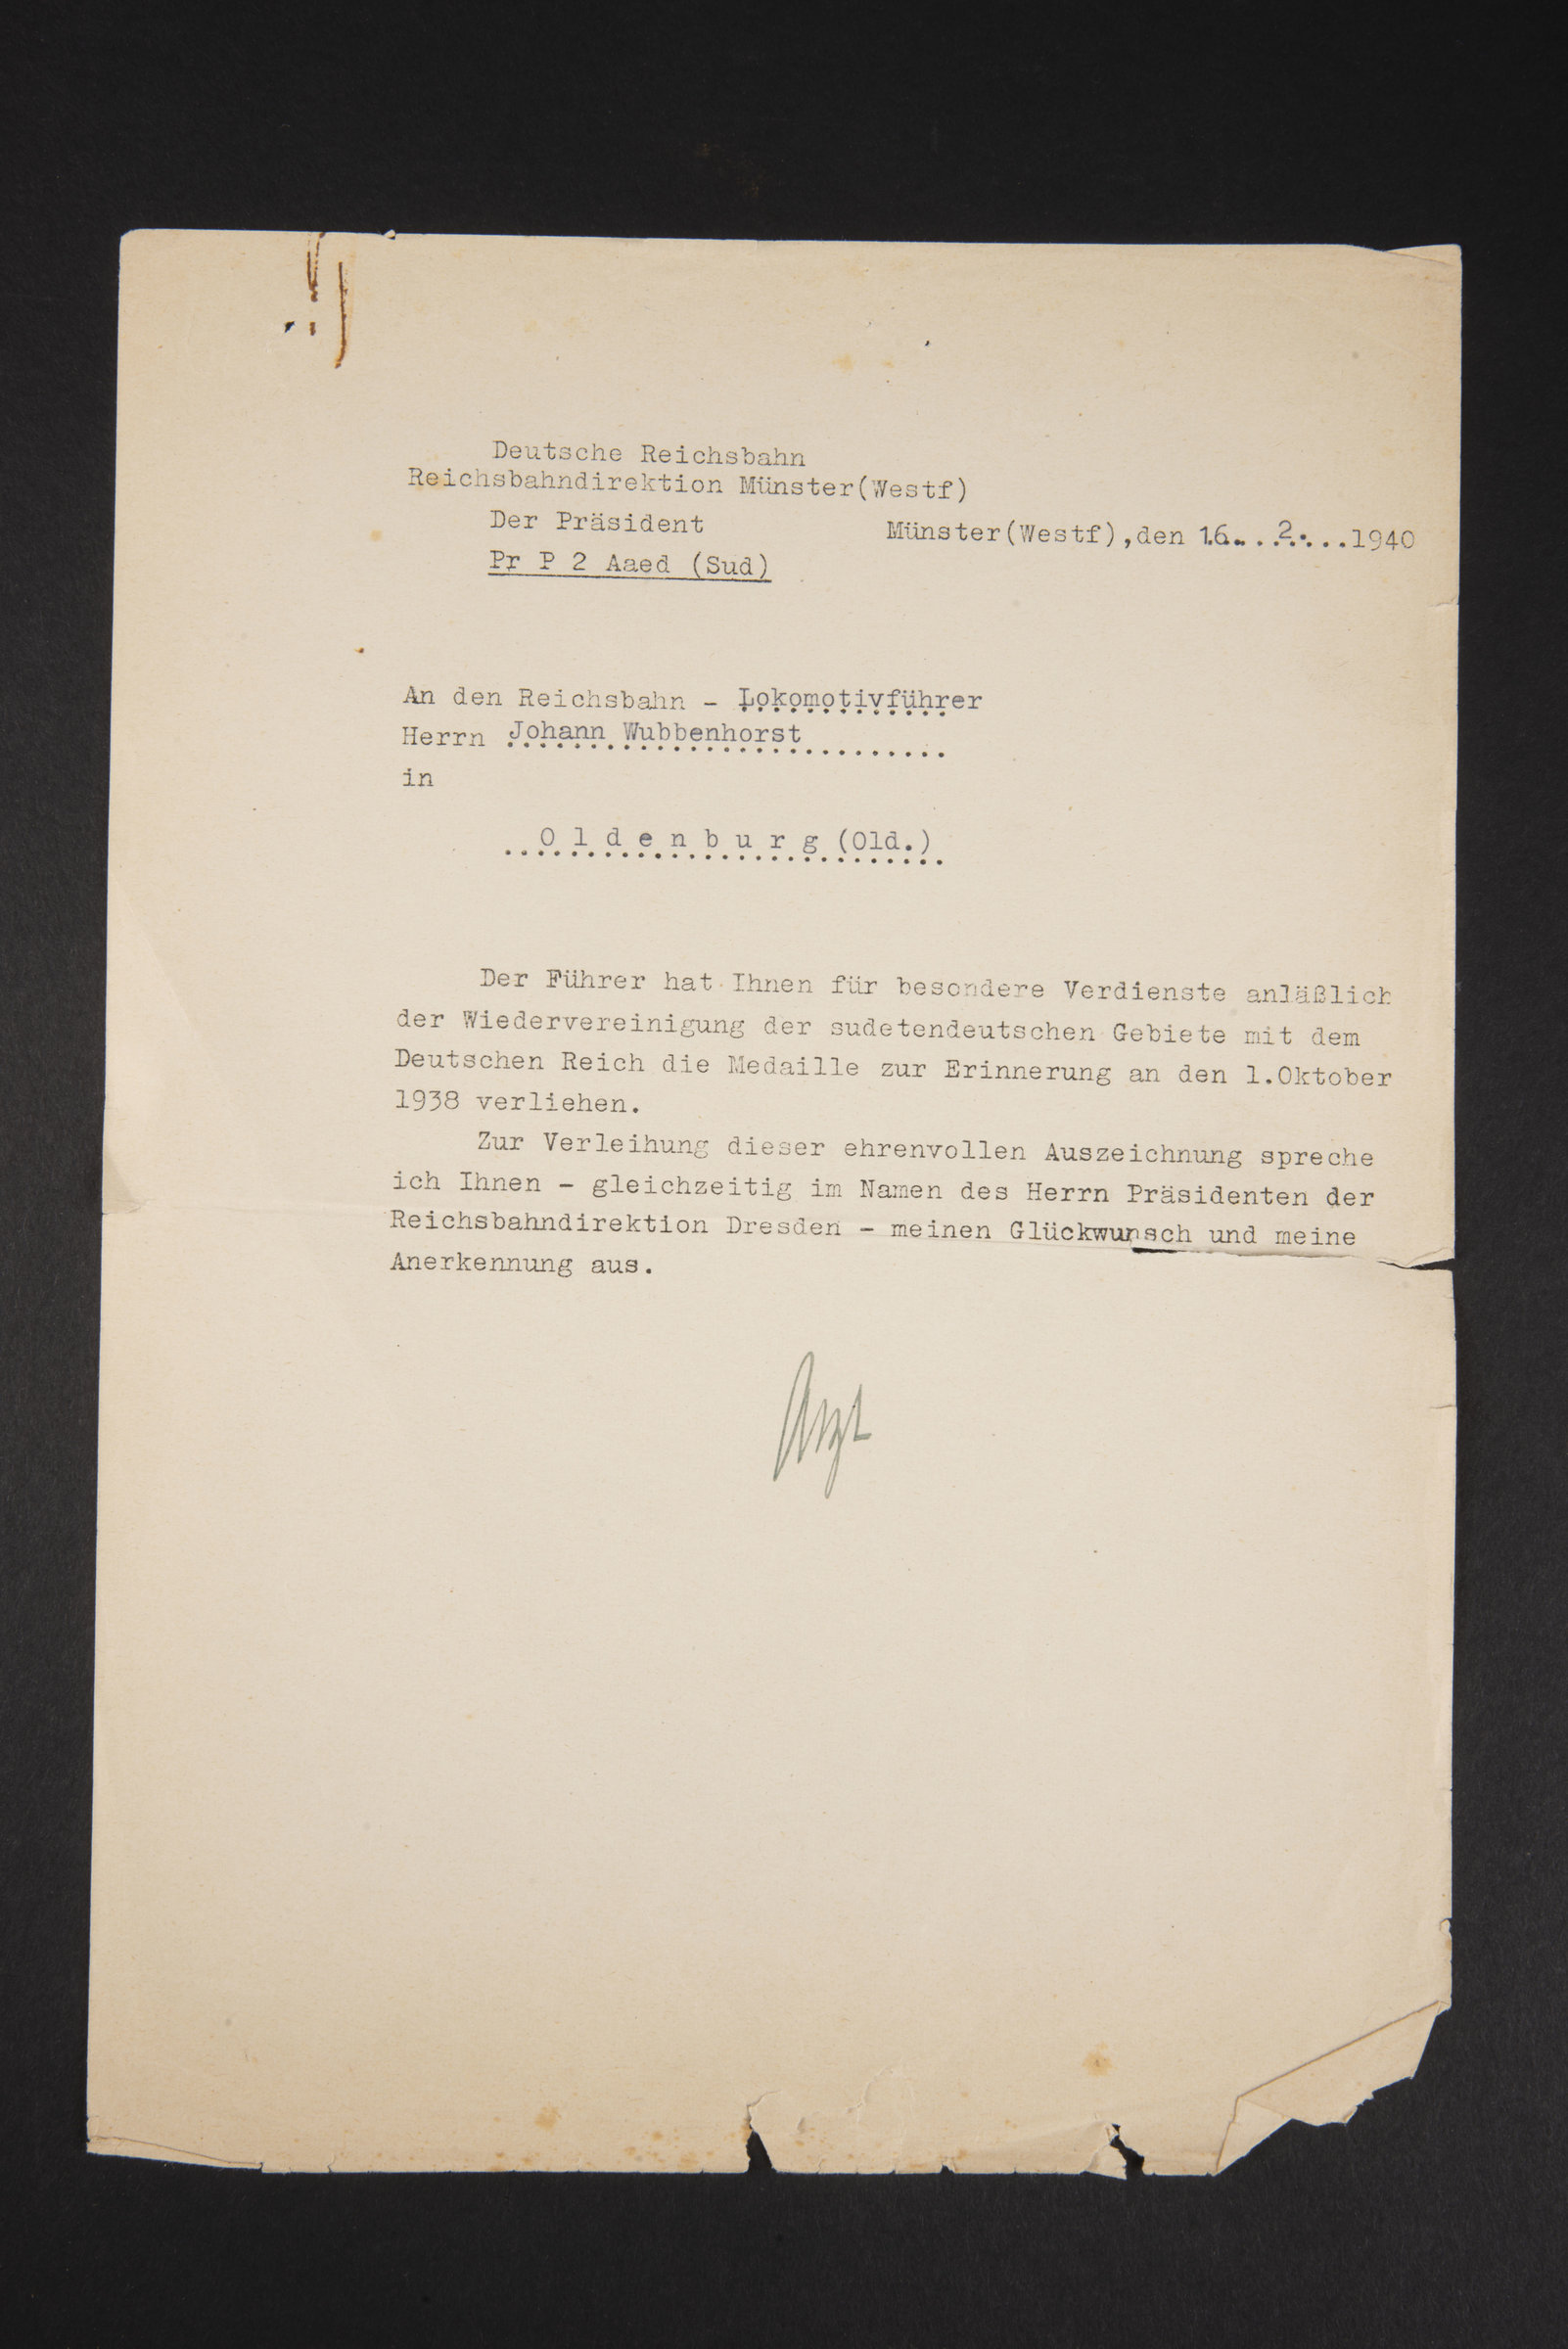 Deutsche Reichsbahn
Reichsbahndirektion Münster(Westf)
Der Präsident
Münster(Westf),den 16. . . 2. . . .1940
Pr P 2 Aaed (Sud)
An den Reichsbahn - Lokomotivführer
Herrn Johann Wubbenhorst
in
O l d e n b u r g (Old.)
Der Führer hat Ihnen für besondere Verdienste anläßlich
der Wiedervereinigung der sudetendeutschen Gebiete mit dem
Deutschen Reich die Medaille zur Erinnerung an den 1.Oktober
1938 verliehen.
Zur Verleihung dieser ehrenvollen Auszeichnung spreche
ich Ihnen - gleichzeitig im Namen des Herrn Präsidenten der
Reichsbahndirektion Dresden - meinen Glückwunsch und meine
Anerkennung aus.